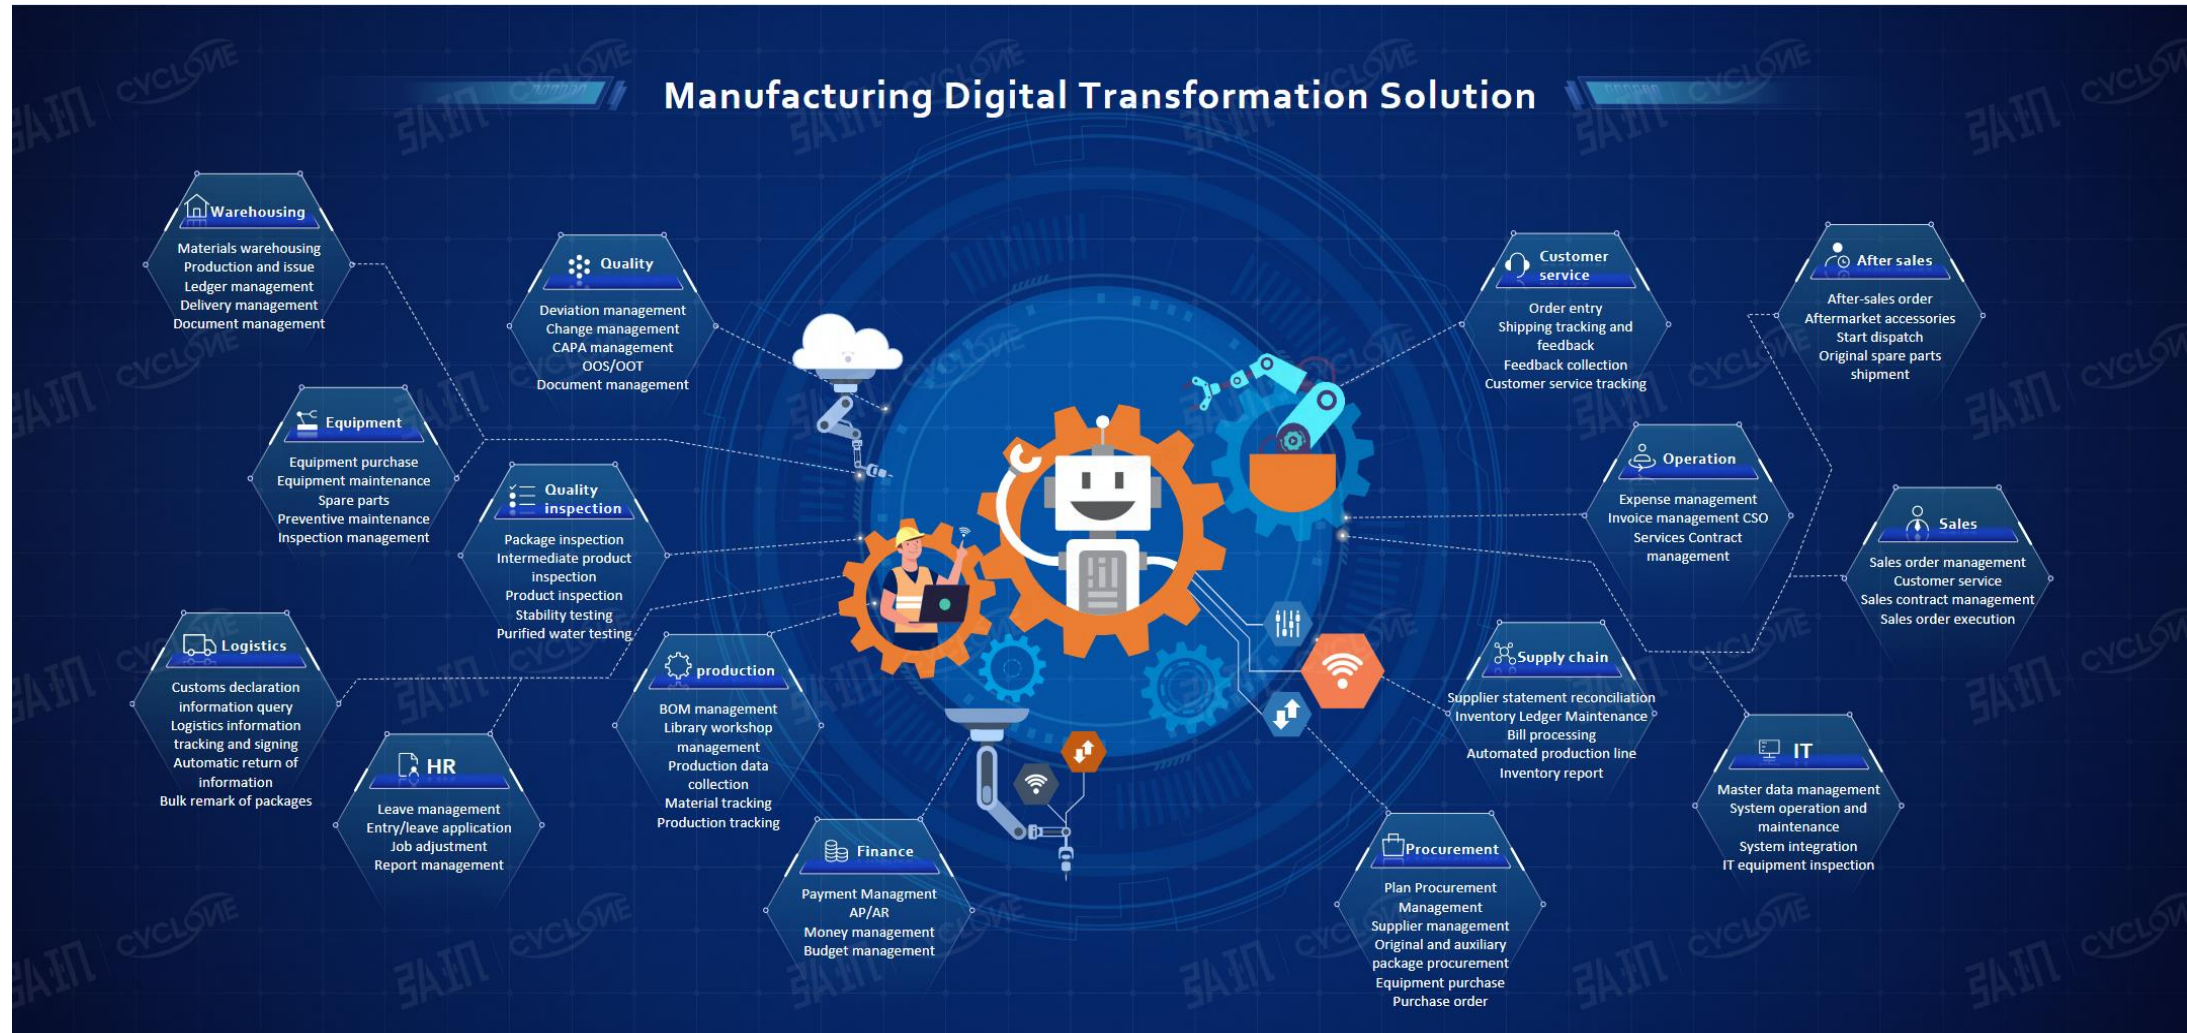 Manufacturing Digital Transformation Solution
Warehousing
Materials warehousing
Production and issue
Ledger management
Delivery management
Document management
Quality
Deviation management
Change management
CAPA management
OOS/OOT
Document management
Equipment
Equipment purchase
Equipment maintenance
Spare parts
Preventive maintenance
Inspection management
Quality
inspection
Package inspection
Intermediate product
inspection
Product inspection
Stability testing
Purified water testing
Logistics
Customs declaration
information query
Logistics information
tracking and signing
Automatic return of
information
Bulk remark of packages
HR
Leave management
Entry/leave application
Job adjustment
Report management
production
BOM management
Library workshop
management
Production data
collection
Material tracking
Production tracking
Finance
Payment Managment
AP/AR
Money management
Budget management
Customer
service
Order entry
Shipping tracking and
feedback
Feedback collection
Customer service tracking
After sales
After-sales order
Aftermarket accessories
Start dispatch
Original spare parts
shipment
Operation
Expense management
Invoice management CSO
Services Contract
management
Sales
Sales order management
Customer service
Sales contract management
Sales order execution
Supply chain
Supplier statement reconciliation
Inventory Ledger Maintenance
Bill processing
Automated production line
Inventory report
IT
Master data management
System operation and
maintenance
System integration
IT equipment inspection
Procurement
Plan Procurement
Management
Supplier management
Original and auxiliary
package procurement
Equipment purchase
Purchase order
CYCLONE